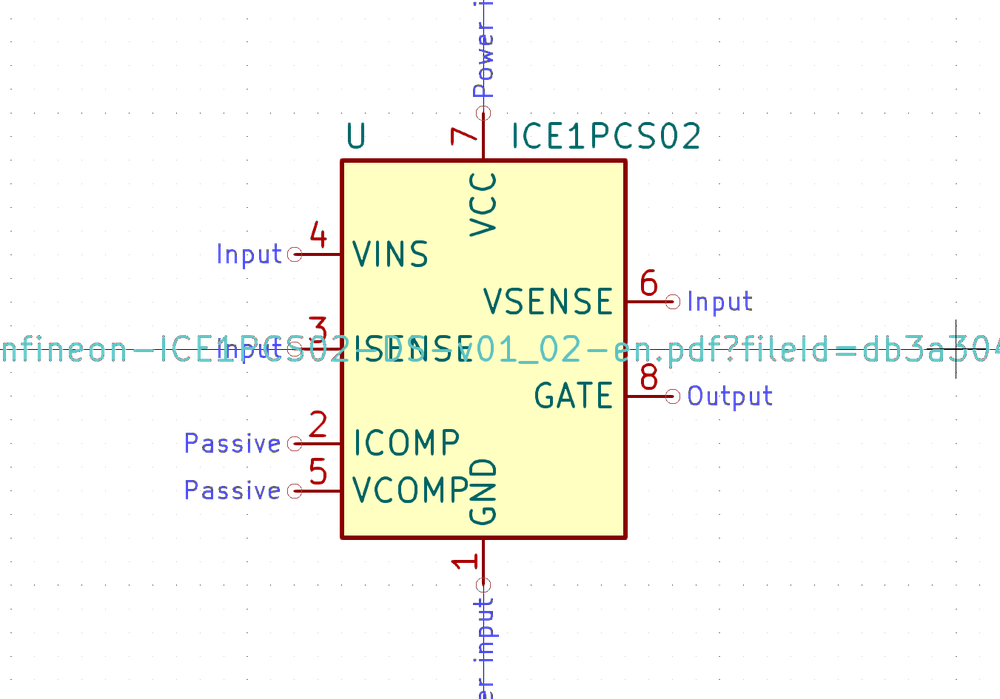 Power i
U
7
ICE1PCS02
VCC
Input 4 VINS
VSENSE 6 Input
Input 3 ISENSE
nfineon-ICE1PCS02-DS-v01_02-en.pdf?fileId=db3a304
GATE 8 Output
Passive 2 ICOMP
Passive 5 VCOMP
GND
1
er input